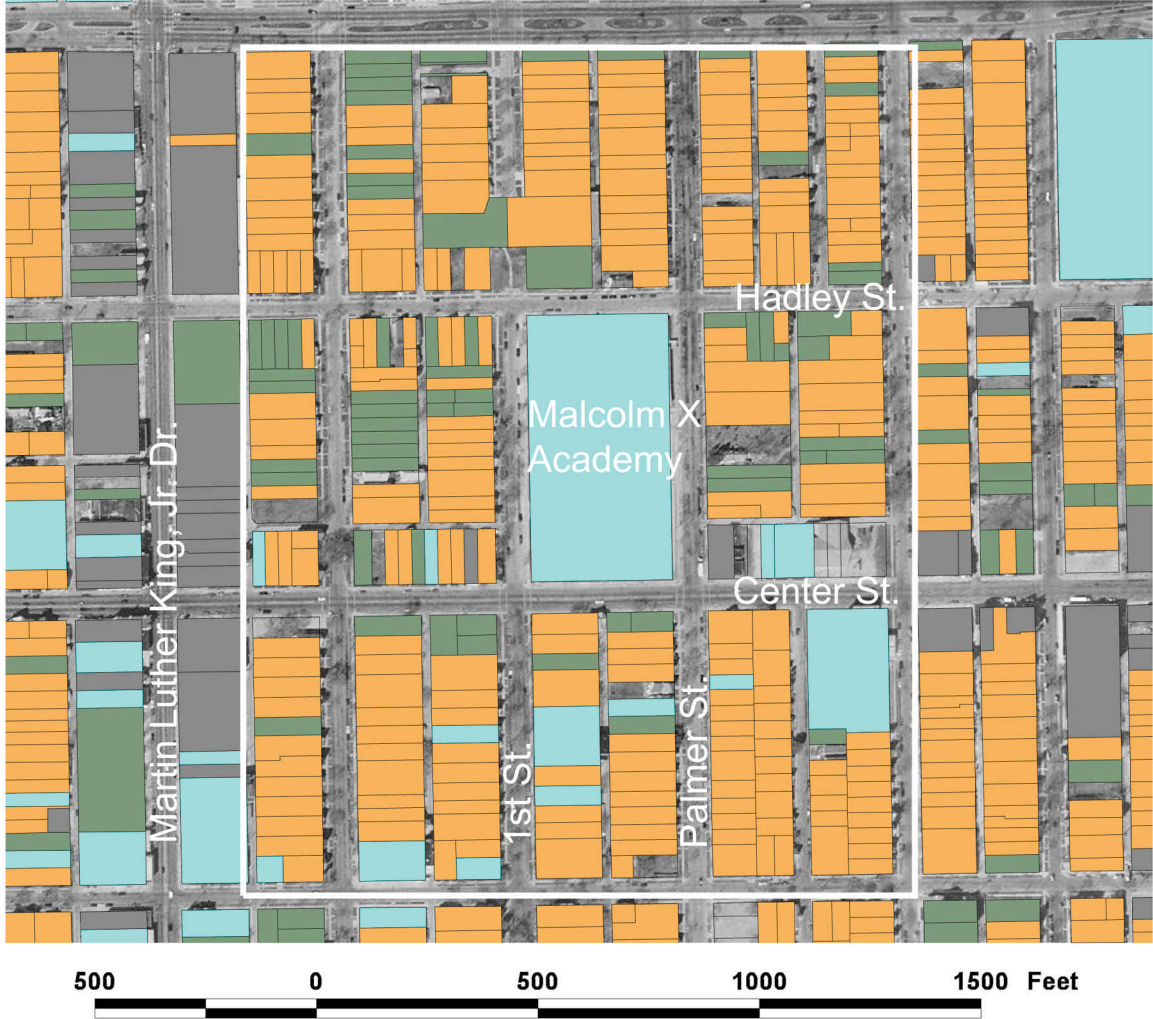 Hadley St.
Malcolm X
Academy
Martin Luther King, Jr. Dr.
Center St.
1st St.
Palmer St.
500 0 500 1000 1500 Feet